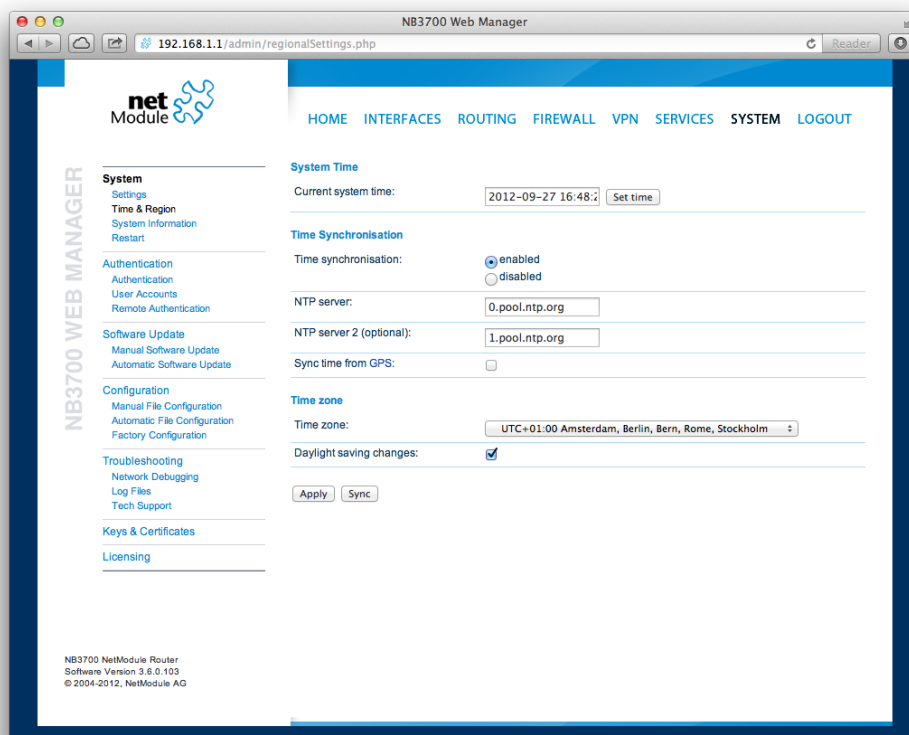 NB3700 Web Manager
192.168.1.1/admin/regionalSettings.php
Reader
net
Module
HOME INTERFACES ROUTING FIREWALL VPN SERVICES SYSTEM LOGOUT
NB3700 WEB MANAGER
System
Settings
Time & Region
System Information
Restart
Authentication
Authentication
User Accounts
Remote Authentication
Software Update
Manual Software Update
Automatic Software Update
Configuration
Manual File Configuration
Automatic File Configuration
Factory Configuration
Troubleshooting
Network Debugging
Log Files
Tech Support
Keys & Certificates
Licensing
System Time
Current system time: 2012-09-27 16:48: Set time
Time Synchronisation
Time synchronisation: enabled
disabled
NTP server: 0.pool.ntp.org
NTP server 2 (optional): 1.pool.ntp.org
Sync time from GPS:
Time zone
Time zone: UTC+01:00 Amsterdam, Berlin, Bern, Rome, Stockholm
Daylight saving changes:
Apply Sync
NB3700 NetModule Router
Software Version 3.6.0.103
© 2004-2012, NetModule AG